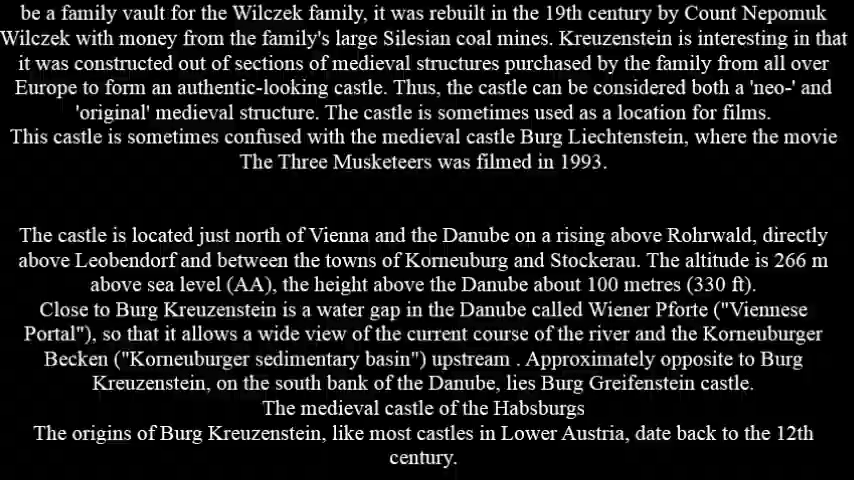 be a family vault for the Wilczek family, it was rebuilt in the 19th century by Count Nepomuk
Wilczek with money from the family's large Silesian coal mines. Kreuzenstein is interesting in that
it was constructed out of sections of medieval structures purchased by the family from all over
Europe to form an authentic-looking castle. Thus, the castle can be considered both a 'neo-' and
'original' medieval structure. The castle is sometimes used as a location for films.
This castle is sometimes confused with the medieval castle Burg Liechtenstein, where the movie
The Three Musketeers was filmed in 1993.
The castle is located just north of Vienna and the Danube on a rising above Rohrwald, directly
above Leobendorf and between the towns of Korneuburg and Stockerau. The altitude is 266 m
above sea level (AA), the height above the Danube about 100 metres (330 ft).
Close to Burg Kreuzenstein is a water gap in the Danube called Wiener Pforte ("Viennese
Portal"), so that it allows a wide view of the current course of the river and the Korneuburger
Becken ("Korneuburger sedimentary basin") upstream . Approximately opposite to Burg
Kreuzenstein, on the south bank of the Danube, lies Burg Greifenstein castle.
The medieval castle of the Habsburgs
The origins of Burg Kreuzenstein, like most castles in Lower Austria, date back to the 12th
century.